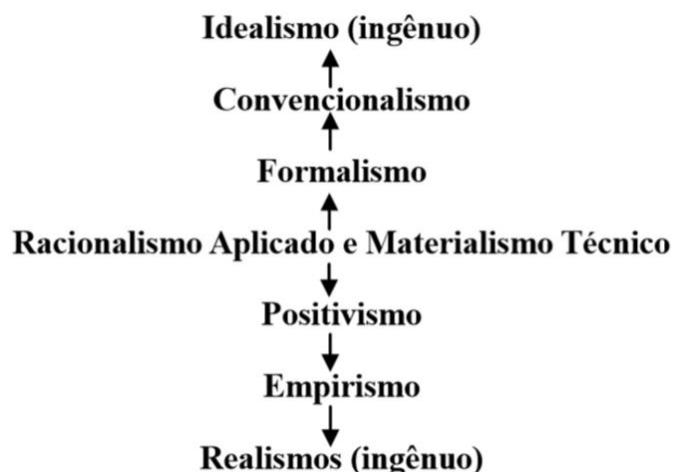 Idealismo (ingênuo)
Convencionalismo
Formalismo
Racionalismo Aplicado e Materialismo Técnico
Positivismo
Empirismo
Realismos (ingênuo)